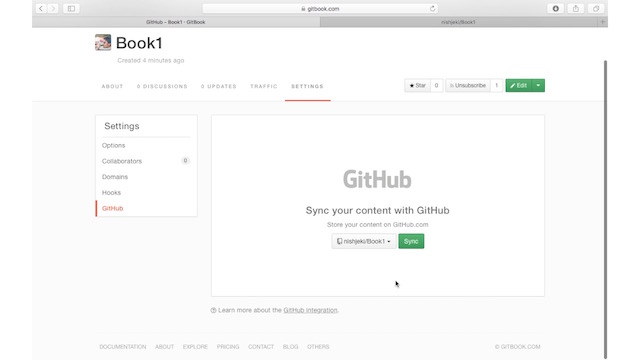 gitbook.com
GitHub · Book1 · GitBook
nishjeki/Book1
Book1
Created 4 minutes ago
ABOUT 0 DISCUSSIONS 0 UPDATES TRAFFIC SETTINGS
Star 0 Unsubscribe 1 Edit
Settings
Options
Collaborators 0
Domains
Hooks
GitHub
GitHub
Sync your content with GitHub
Store your content on GitHub.com
nishjeki/Book1 Sync
Learn more about the GitHub integration.
DOCUMENTATION ABOUT EXPLORE PRICING CONTACT BLOG OTHERS © GITBOOK.COM